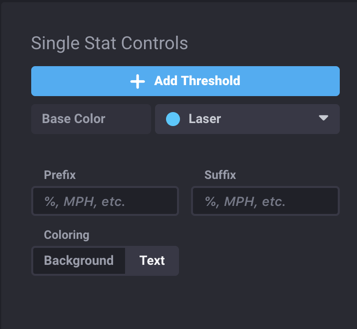 Single Stat Controls
Add Threshold
Base Color
Laser
Prefix
Suffix
%, MPH, etc.
%, MPH, etc.
Coloring
Background
Text